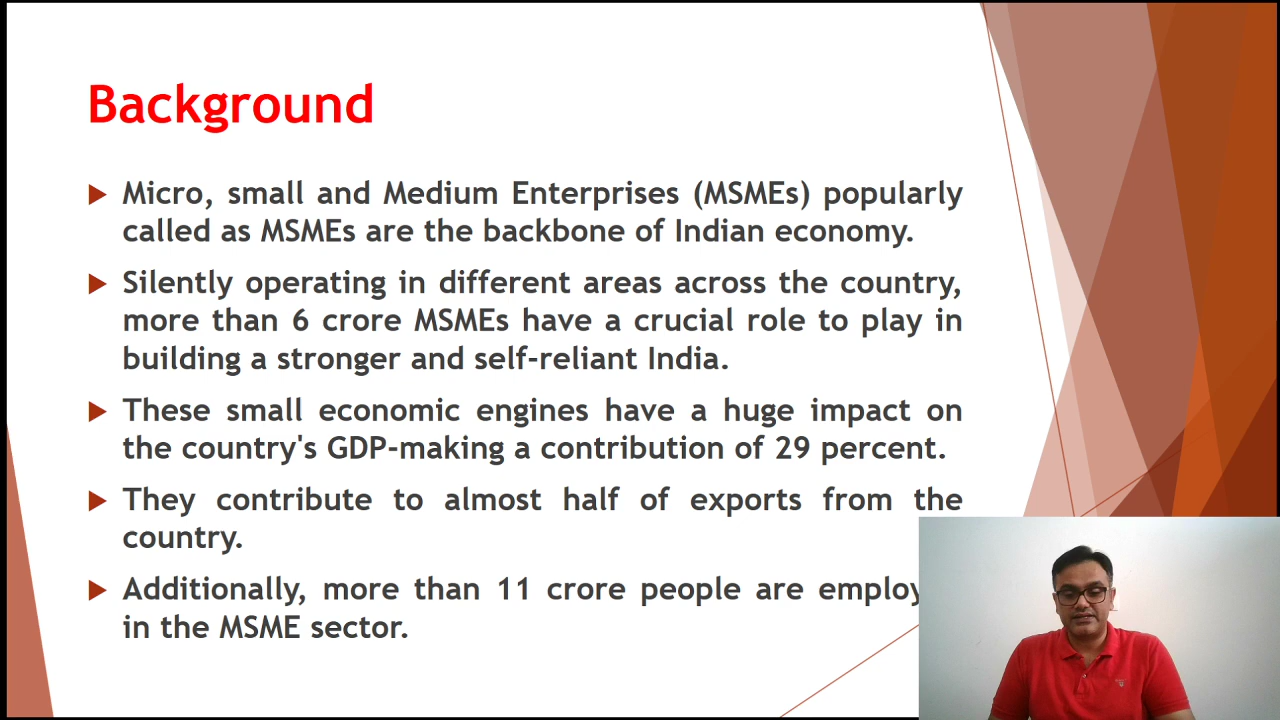 Background
Micro, small and Medium Enterprises (MSMEs) popularly
called as MSMEs are the backbone of Indian economy.
Silently operating in different areas across the country,
more than 6 crore MSMEs have a crucial role to play in
building a stronger and self-reliant India.
These small economic engines have a huge impact on
the country's GDP-making a contribution of 29 percent.
They contribute to almost half of exports from the
country.
Additionally, more than 11 crore people are employ
in the MSME sector.